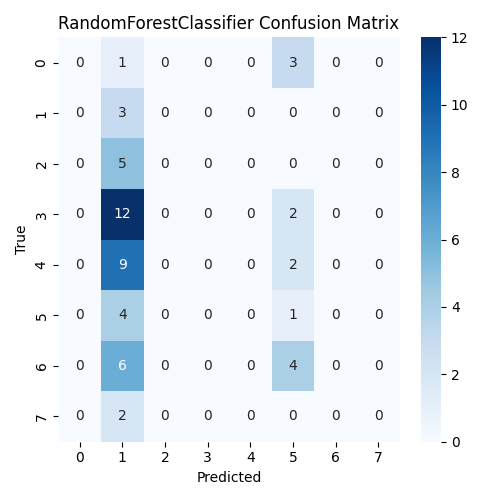 RandomForestClassifier Confusion Matrix
0 0 1 0 0 0 3 0 0
1 0 3 0 0 0 0 0 0
2 0 5 0 0 0 0 0 0
3 0 12 0 0 0 2 0 0
4 0 9 0 0 0 2 0 0
5 0 4 0 0 0 1 0 0
6 0 6 0 0 0 4 0 0
7 0 2 0 0 0 0 0 0
0 1 2 3 4 5 6 7
Predicted
True
12
10
8
6
4
2
0